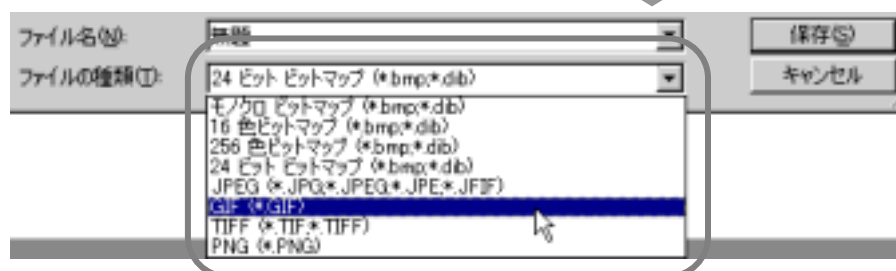 ファイル名(N): 無題 保存(S)
ファイルの種類(T): 24 ビット ビットマップ (*.bmp;*.dib) キャンセル
モノクロ ビットマップ (*.bmp;*.dib)
16 色ビットマップ (*.bmp;*.dib)
256 色ビットマップ (*.bmp;*.dib)
24 ビット ビットマップ (*.bmp;*.dib)
JPEG (*.JPG;*.JPEG;*.JPE;*.JFIF)
GIF (*.GIF)
TIFF (*.TIF;*.TIFF)
PNG (*.PNG)